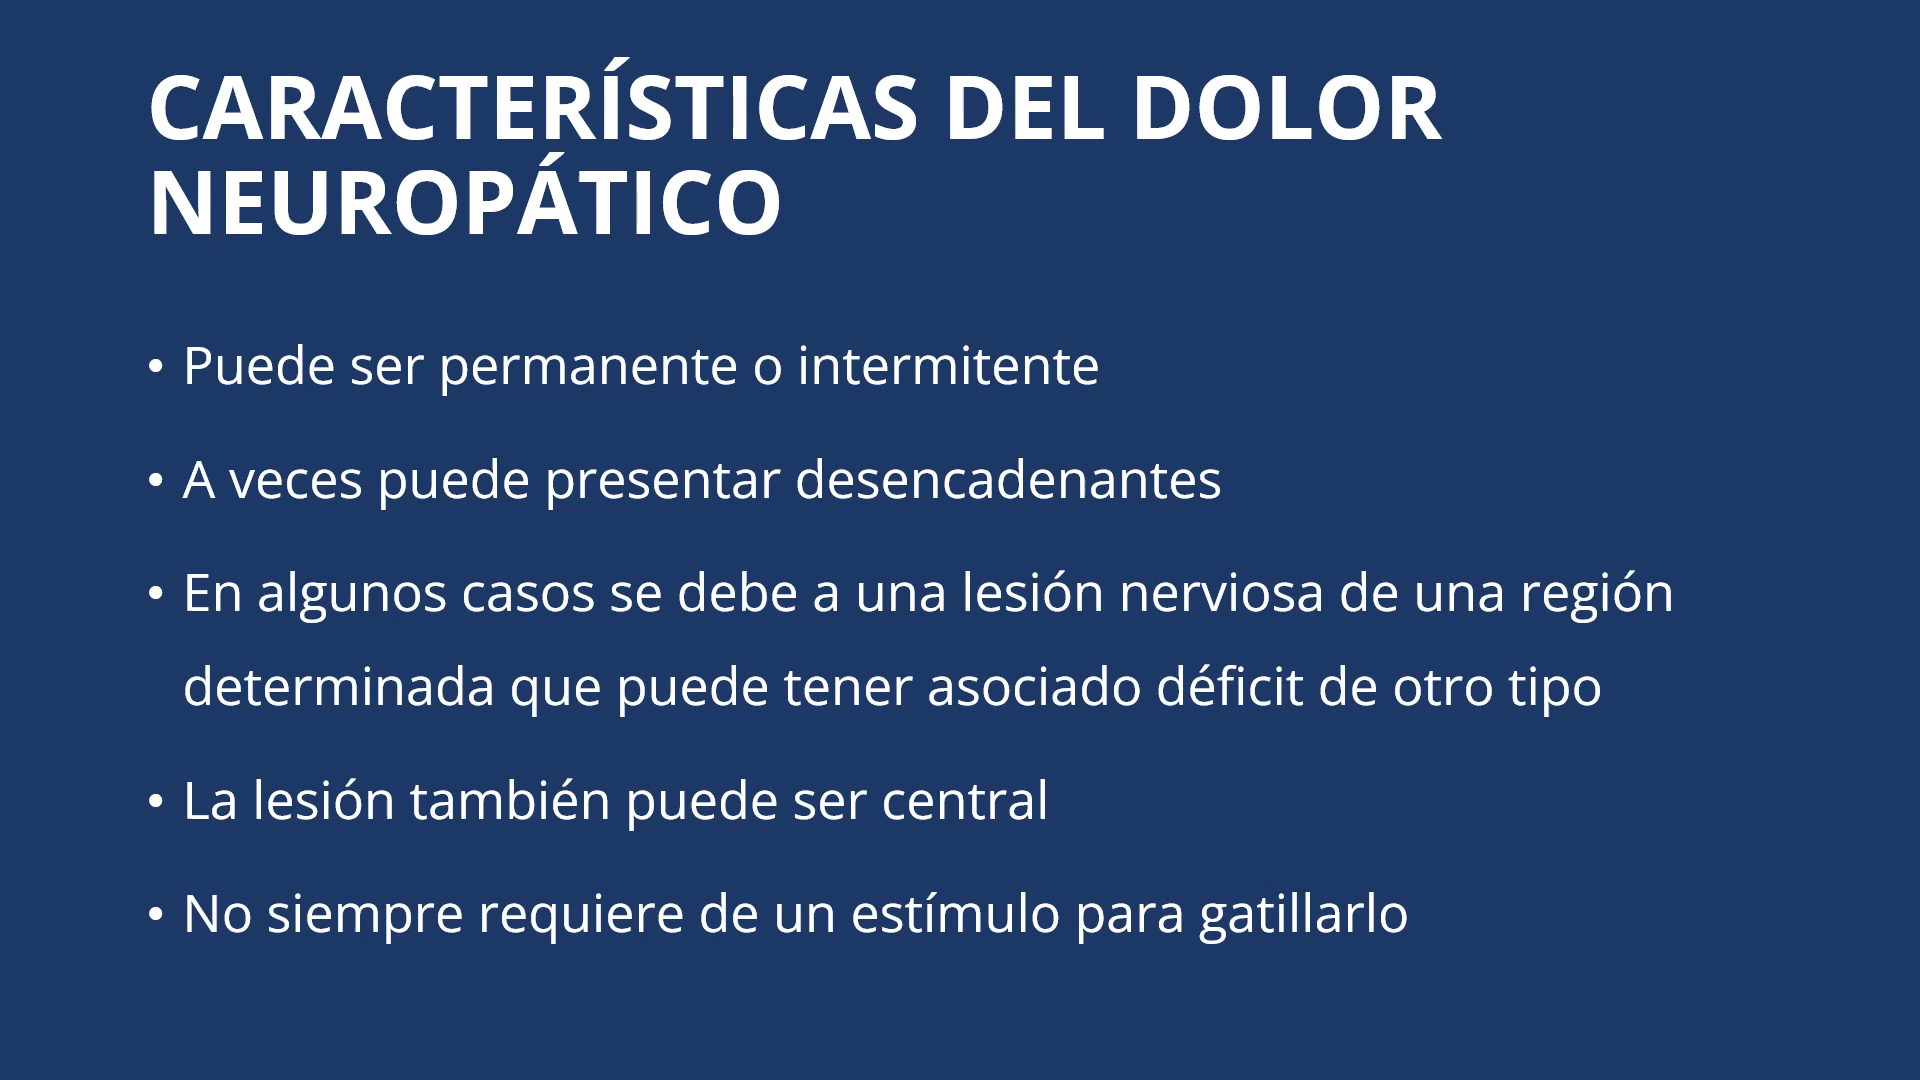 CARACTERÍSTICAS DEL DOLOR
NEUROPÁTICO
• Puede ser permanente o intermitente
• A veces puede presentar desencadenantes
• En algunos casos se debe a una lesión nerviosa de una región
determinada que puede tener asociado déficit de otro tipo
• La lesión también puede ser central
• No siempre requiere de un estímulo para gatillarlo